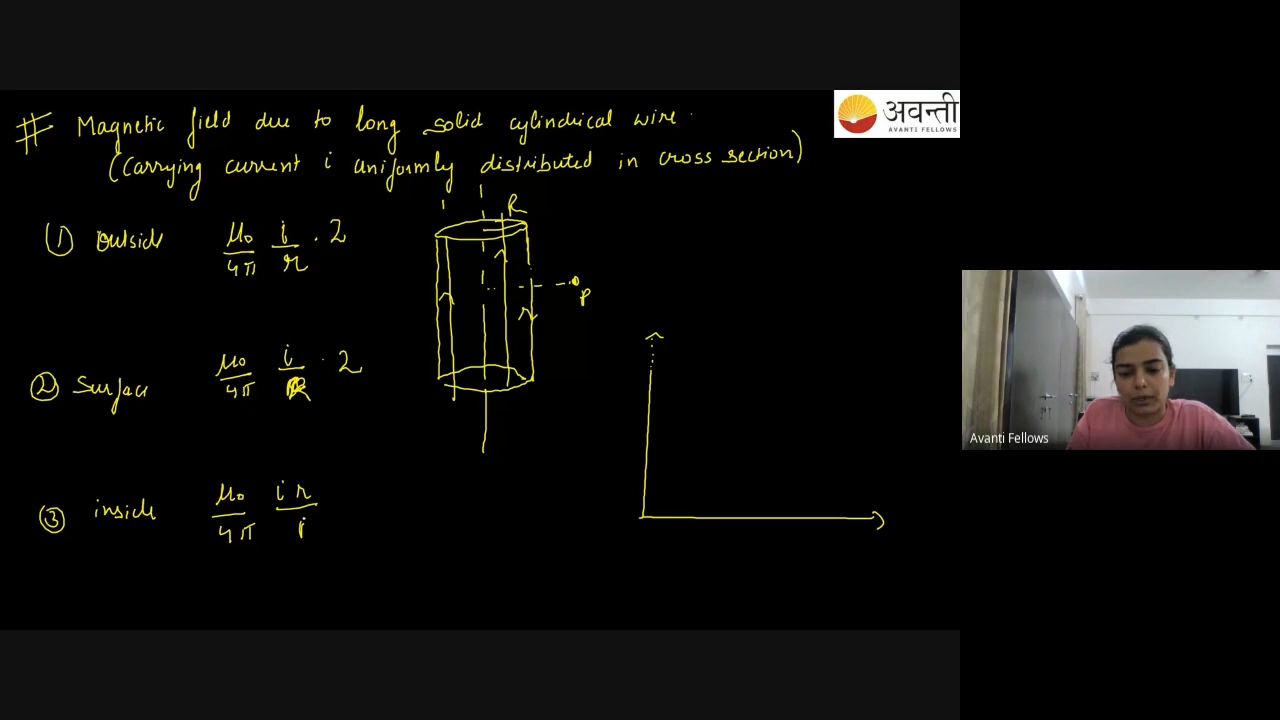 # Magnetic field due to long solid cylindrical wire.
(carrying current i uniformly distributed in cross section)
अवन्ती
AVANTI FELLOWS
① outside μ₀/4π i/r . 2
R
P
② Surface μ₀/4π i/R . 2
③ inside μ₀/4π i r/i
Avanti Fellows